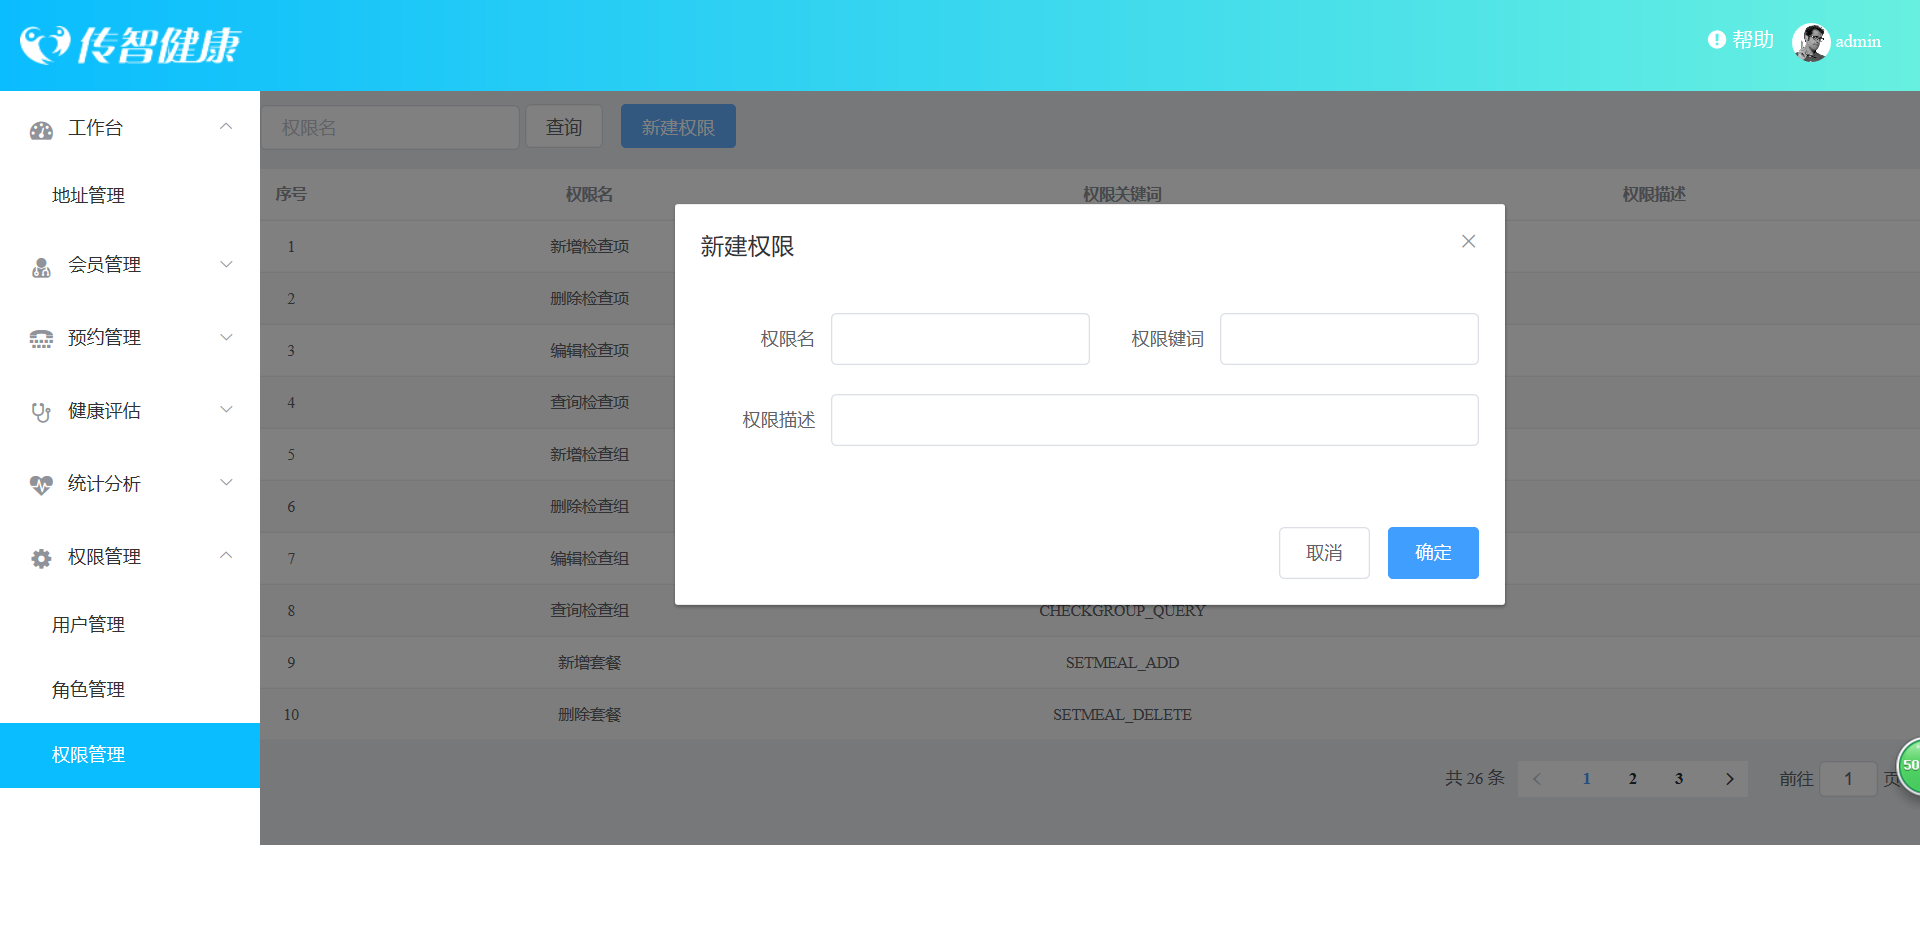 传智健康
帮助 admin
工作台
地址管理
会员管理
预约管理
健康评估
统计分析
权限管理
用户管理
角色管理
权限管理
权限名 查询 新建权限
序号 权限名 权限关键词 权限描述
1 新增检查项
2 删除检查项
3 编辑检查项
4 查询检查项
5 新增检查组
6 删除检查组
7 编辑检查组
8 查询检查组 CHECKGROUP_QUERY
9 新增套餐 SETMEAL_ADD
10 删除套餐 SETMEAL_DELETE
新建权限
权限名 权限键词
权限描述
取消 确定
共 26 条 1 2 3 前往 1 页
50